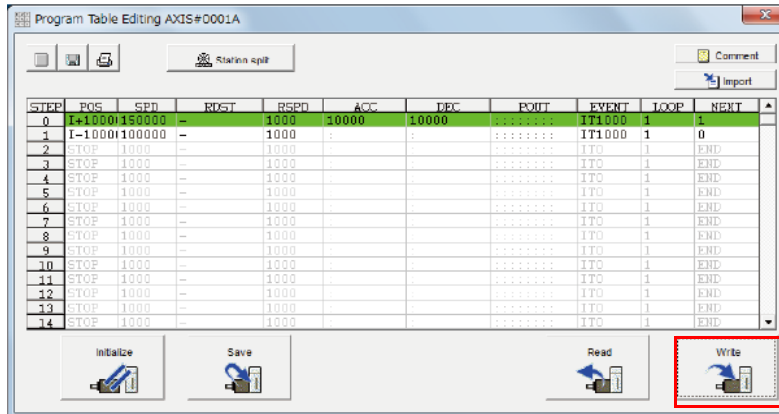 Program Table Editing AXIS#0001A
Station split
Comment
Import
STEP POS SPD RDST RSPD ACC DEC POUT EVENT LOOP NEXT
0 I+1000 150000 - 1000 10000 10000 :::::::: IT1000 1 1
1 I-1000 100000 - 1000 : : :::::::: IT1000 1 0
2 STOP 1000 - 1000 : : :::::::: IT0 1 END
3 STOP 1000 - 1000 : : :::::::: IT0 1 END
4 STOP 1000 - 1000 : : :::::::: IT0 1 END
5 STOP 1000 - 1000 : : :::::::: IT0 1 END
6 STOP 1000 - 1000 : : :::::::: IT0 1 END
7 STOP 1000 - 1000 : : :::::::: IT0 1 END
8 STOP 1000 - 1000 : : :::::::: IT0 1 END
9 STOP 1000 - 1000 : : :::::::: IT0 1 END
10 STOP 1000 - 1000 : : :::::::: IT0 1 END
11 STOP 1000 - 1000 : : :::::::: IT0 1 END
12 STOP 1000 - 1000 : : :::::::: IT0 1 END
13 STOP 1000 - 1000 : : :::::::: IT0 1 END
14 STOP 1000 - 1000 : : :::::::: IT0 1 END
Initialize Save Read Write